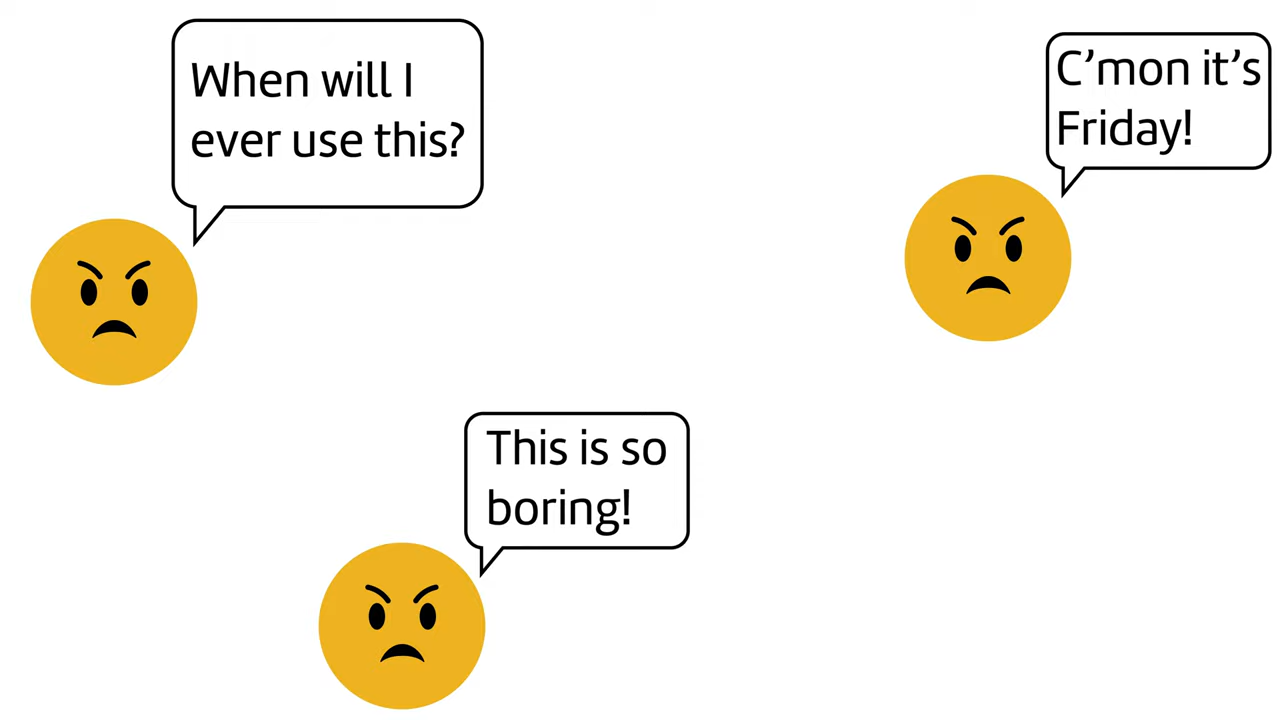 When will I
ever use this?
C’mon it’s
Friday!
This is so
boring!